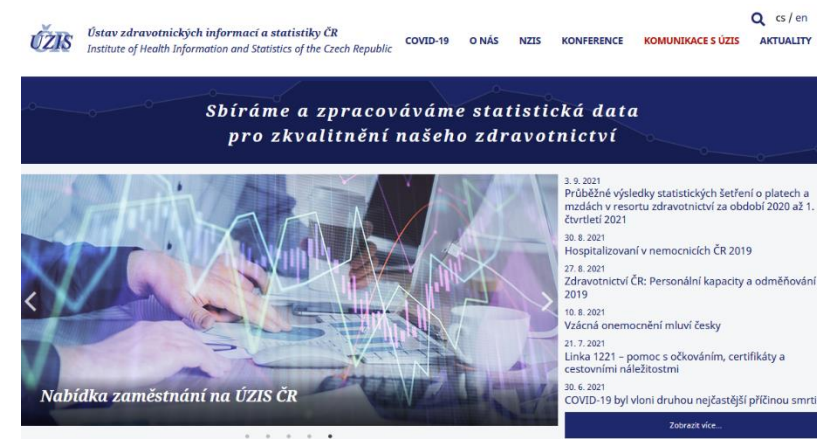 cs / en
ÚZIS
Ústav zdravotnických informací a statistiky ČR
Institute of Health Information and Statistics of the Czech Republic
COVID-19 O NÁS NZIS KONFERENCE KOMUNIKACE S ÚZIS AKTUALITY
Sbíráme a zpracováváme statistická data
pro zkvalitnění našeho zdravotnictví
Nabídka zaměstnání na ÚZIS ČR
3. 9. 2021
Průběžné výsledky statistických šetření o platech a
mzdách v resortu zdravotnictví za období 2020 až 1.
čtvrtletí 2021
30. 8. 2021
Hospitalizovaní v nemocnicích ČR 2019
27. 8. 2021
Zdravotnictví ČR: Personální kapacity a odměňování
2019
10. 8. 2021
Vzácná onemocnění mluví česky
21. 7. 2021
Linka 1221 – pomoc s očkováním, certifikáty a
cestovními náležitostmi
30. 6. 2021
COVID-19 byl vloni druhou nejčastější příčinou smrti
Zobrazit více...